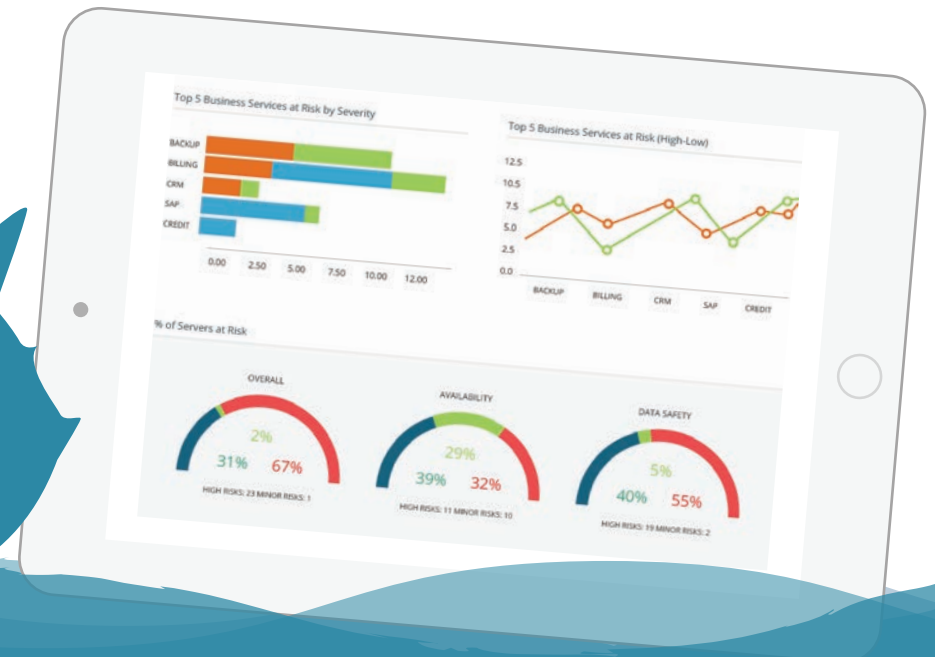 Top 5 Business Services at Risk by Severity
BACKUP
BILLING
CRM
SAP
CREDIT
0.00 2.50 5.00 7.50 10.00 12.00
Top 5 Business Services at Risk (High-Low)
12.5
10.5
7.5
5.0
2.5
0.0
BACKUP BILLING CRM SAP CREDIT
% of Servers at Risk
OVERALL
2%
31% 67%
HIGH RISKS: 23 MINOR RISKS: 1
AVAILABILITY
29%
39% 32%
HIGH RISKS: 11 MINOR RISKS: 10
DATA SAFETY
5%
40% 55%
HIGH RISKS: 19 MINOR RISKS: 2